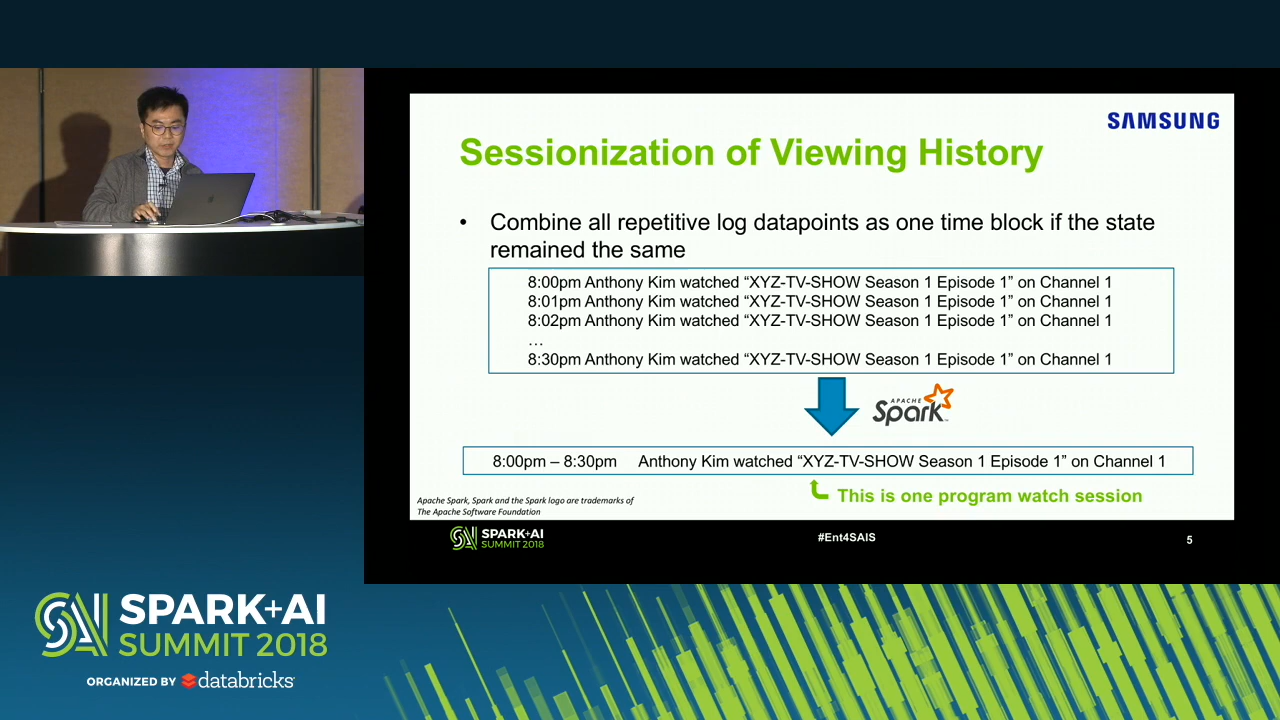 SAMSUNG
Sessionization of Viewing History
• Combine all repetitive log datapoints as one time block if the state
remained the same
8:00pm Anthony Kim watched “XYZ-TV-SHOW Season 1 Episode 1” on Channel 1
8:01pm Anthony Kim watched “XYZ-TV-SHOW Season 1 Episode 1” on Channel 1
8:02pm Anthony Kim watched “XYZ-TV-SHOW Season 1 Episode 1” on Channel 1
…
8:30pm Anthony Kim watched “XYZ-TV-SHOW Season 1 Episode 1” on Channel 1
APACHE
Spark™
8:00pm – 8:30pm Anthony Kim watched “XYZ-TV-SHOW Season 1 Episode 1” on Channel 1
This is one program watch session
Apache Spark, Spark and the Spark logo are trademarks of
The Apache Software Foundation
SPARK+AI
SUMMIT 2018
#Ent4SAIS
5
SPARK+AI
SUMMIT 2018
ORGANIZED BY databricks